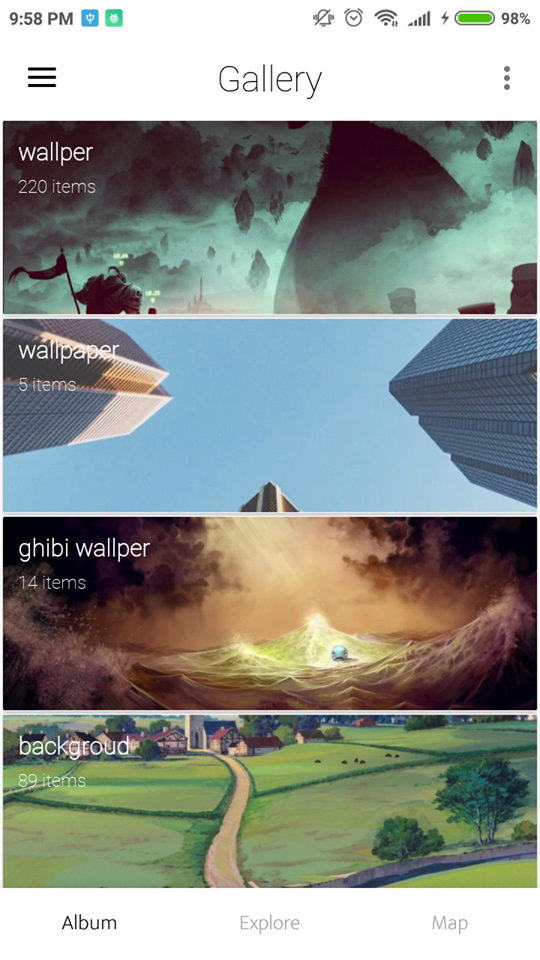 9:58 PM
98%
Gallery
wallper
220 items
wallpaper
5 items
ghibi wallper
14 items
backgroud
89 items
Album
Explore
Map